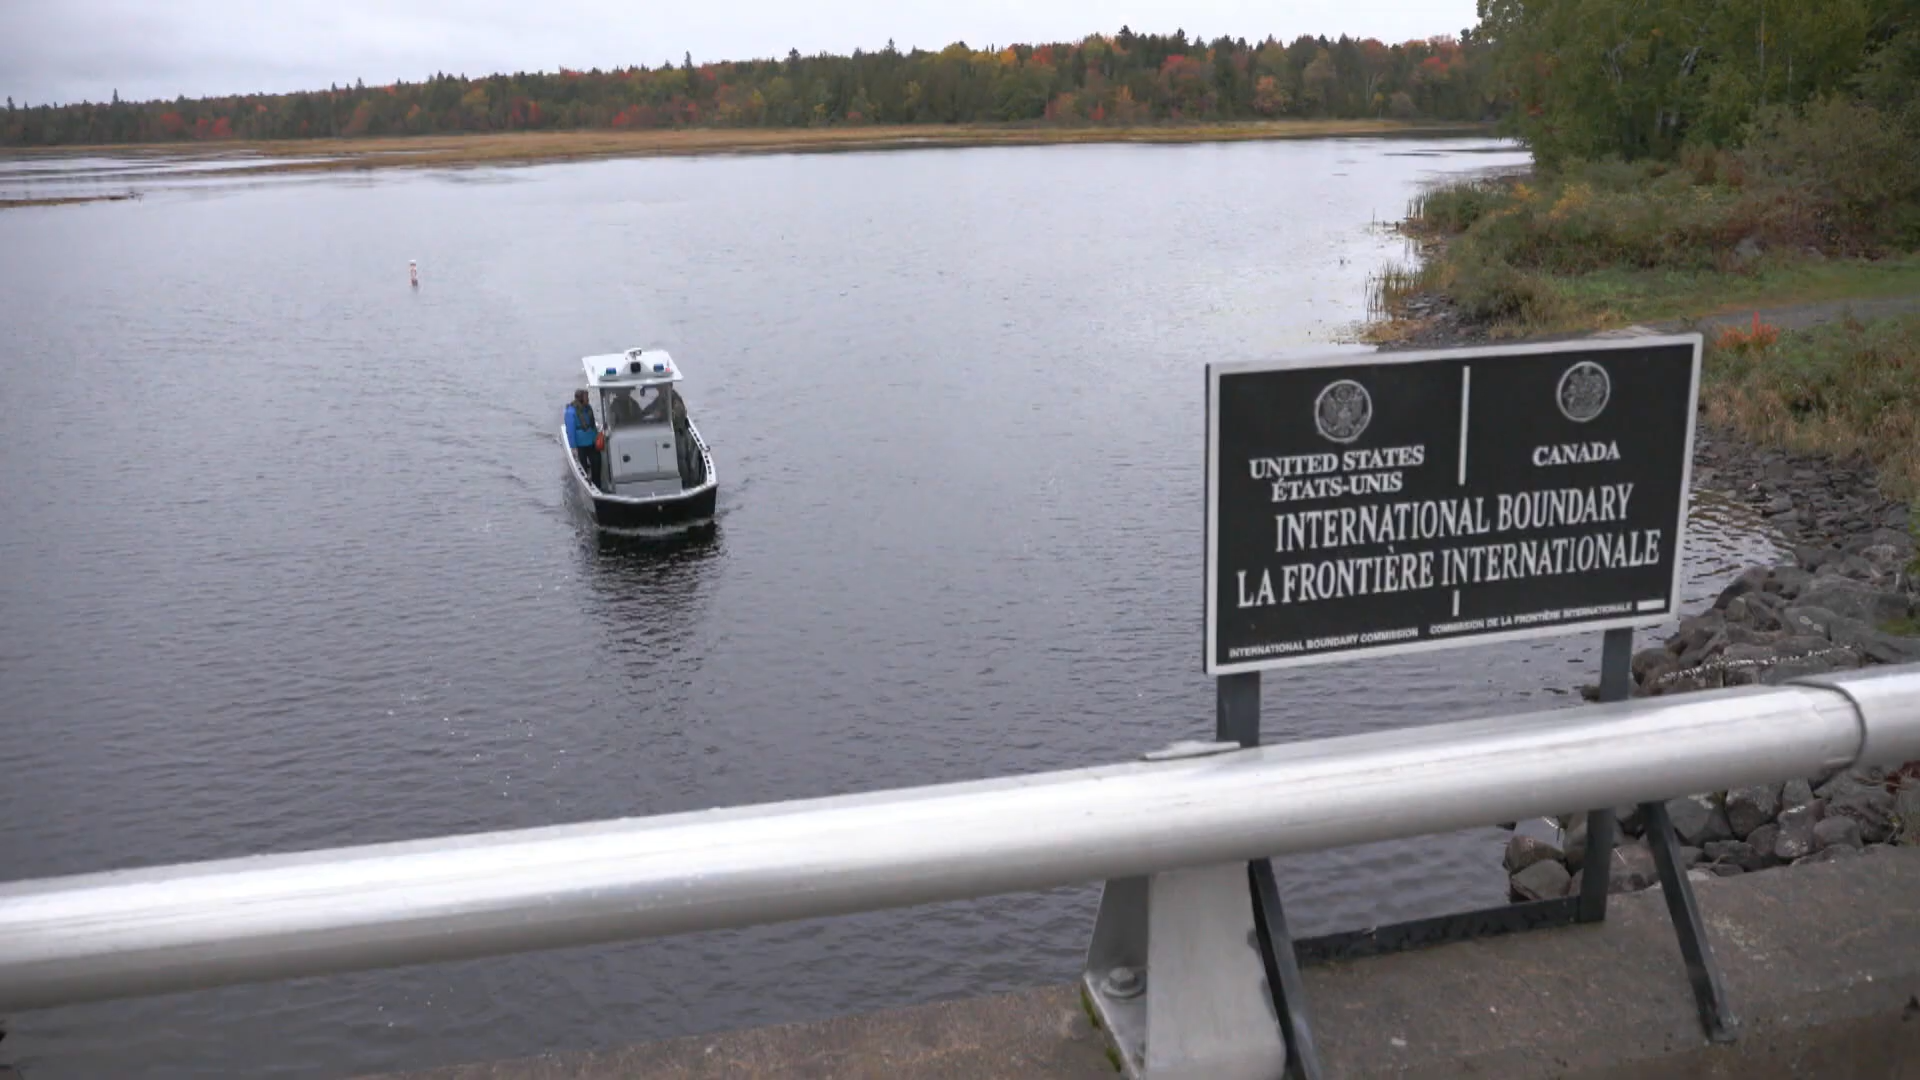 UNITED STATES
ÉTATS-UNIS
CANADA
INTERNATIONAL BOUNDARY
LA FRONTIÈRE INTERNATIONALE
INTERNATIONAL BOUNDARY COMMISSION
COMMISSION DE LA FRONTIÈRE INTERNATIONALE